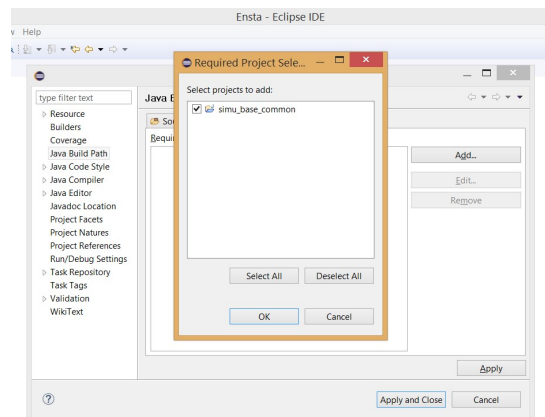 Ensta - Eclipse IDE
Help
Required Project Sele...
Select projects to add:
simu_base_common
Select All
Deselect All
OK
Cancel
type filter text
Resource
Builders
Coverage
Java Build Path
Java Code Style
Java Compiler
Java Editor
Javadoc Location
Project Facets
Project Natures
Project References
Run/Debug Settings
Task Repository
Task Tags
Validation
WikiText
Java B
Sou
Requi
Add...
Edit...
Remove
Apply
Apply and Close
Cancel